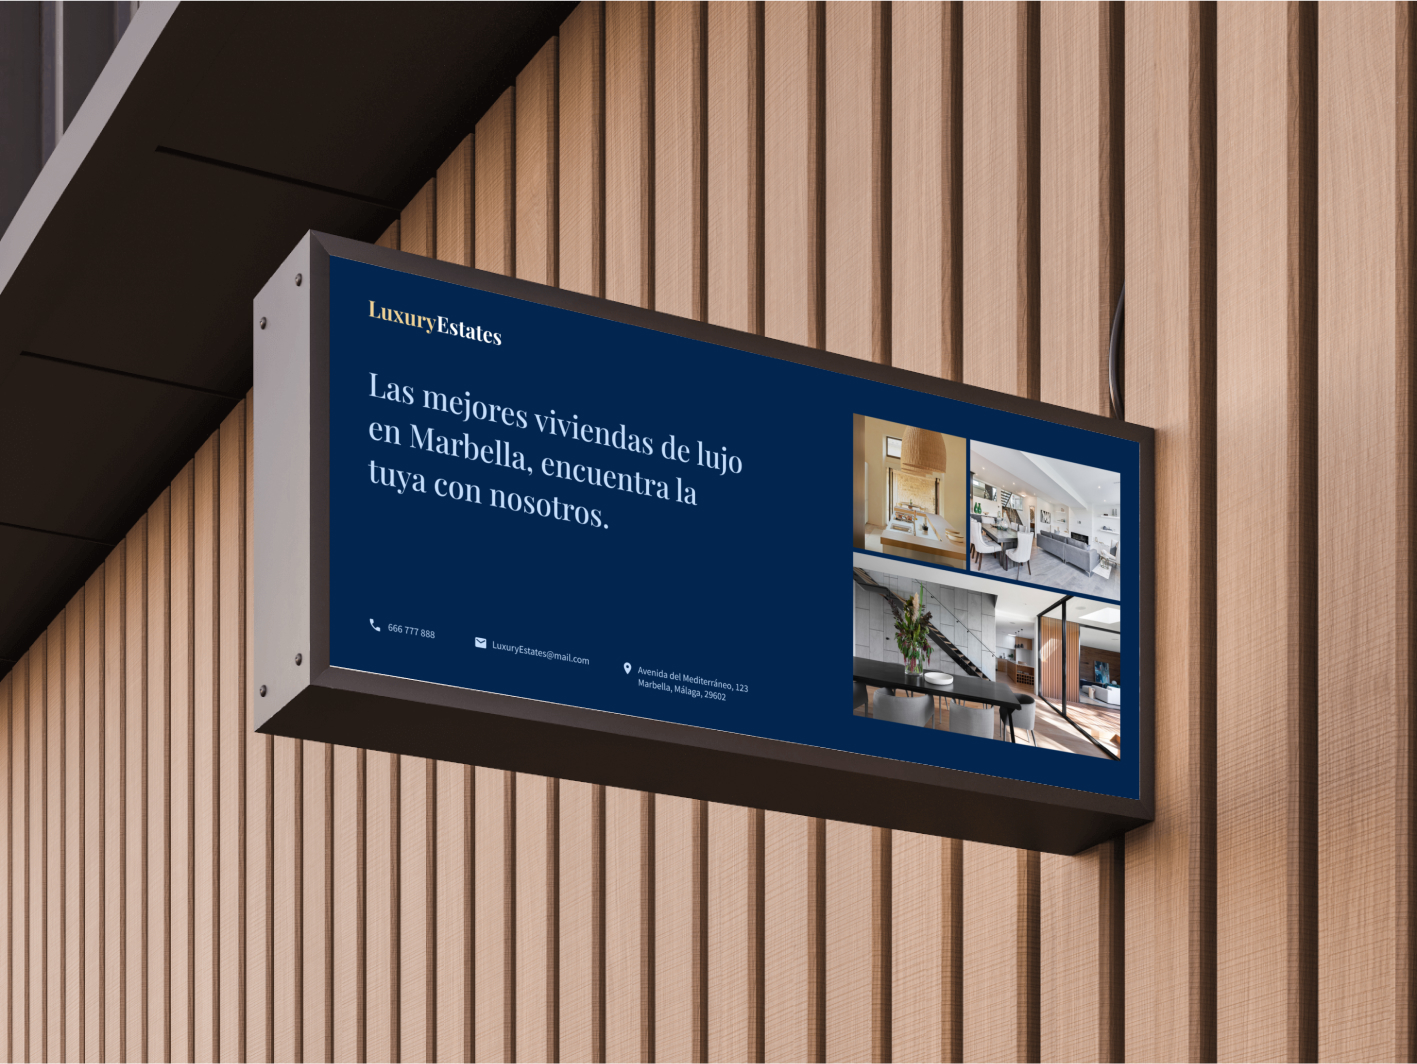 LuxuryEstates
Las mejores viviendas de lujo
en Marbella, encuentra la
tuya con nosotros.
666 777 888
LuxuryEstates@mail.com
Avenida del Mediterráneo, 123
Marbella, Málaga, 29602